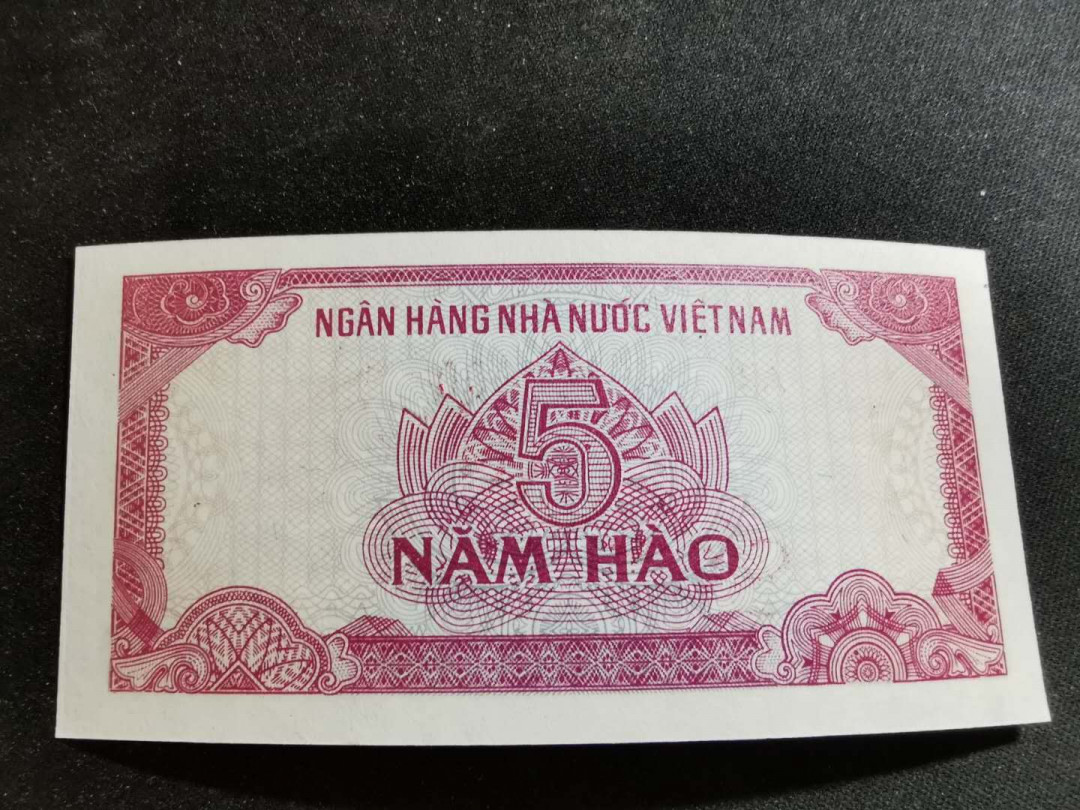 NGÂN HÀNG NHÀ NƯỚC VIỆT NAM
5
NĂM HÀO